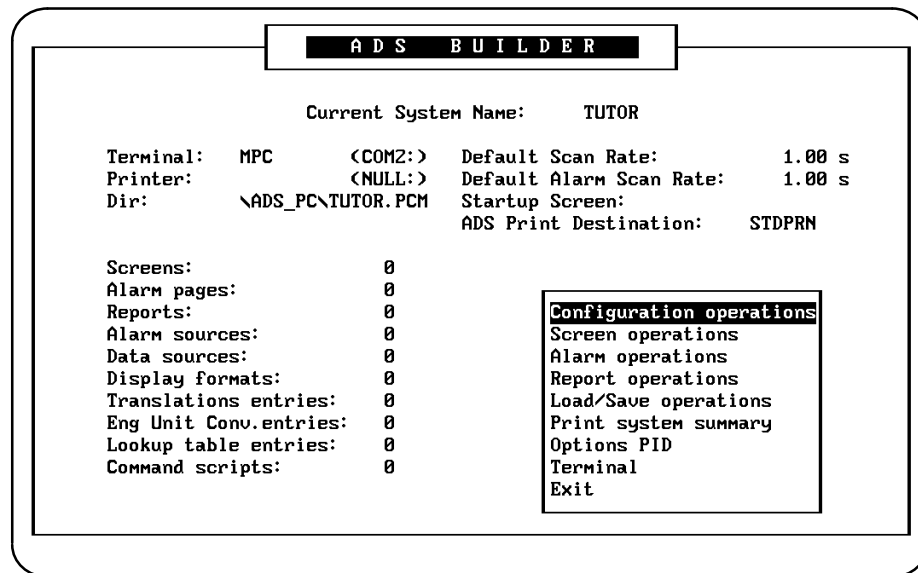 ADS BUILDER
Current System Name: TUTOR
Terminal: MPC (COM2:) Default Scan Rate: 1.00 s
Printer: (NULL:) Default Alarm Scan Rate: 1.00 s
Dir: \ADS_PC\TUTOR.PCM Startup Screen:
ADS Print Destination: STDPRN
Screens: 0
Alarm pages: 0
Reports: 0
Alarm sources: 0
Data sources: 0
Display formats: 0
Translations entries: 0
Eng Unit Conv.entries: 0
Lookup table entries: 0
Command scripts: 0
Configuration operations
Screen operations
Alarm operations
Report operations
Load/Save operations
Print system summary
Options PID
Terminal
Exit